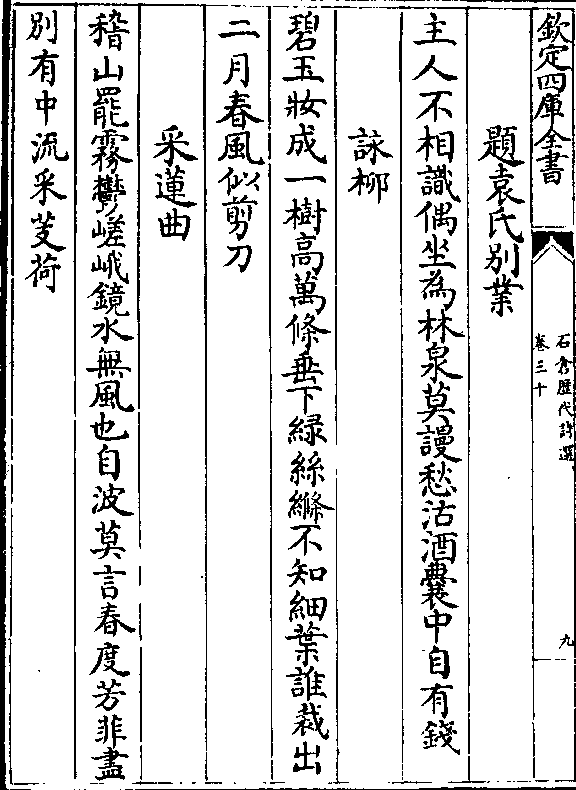 欽定四庫全書
石倉歷代詩選
卷三十
九
題袁氏別業
主人不相識偶坐為林泉莫謾愁沽酒囊中自有錢
詠柳
碧玉妝成一樹高萬條垂下緑絲縧不知細葉誰裁出
二月春風似剪刀
采蓮曲
稽山罷霧鬱嵯峨鏡水無風也自波莫言春度芳菲盡
別有中流采芰荷